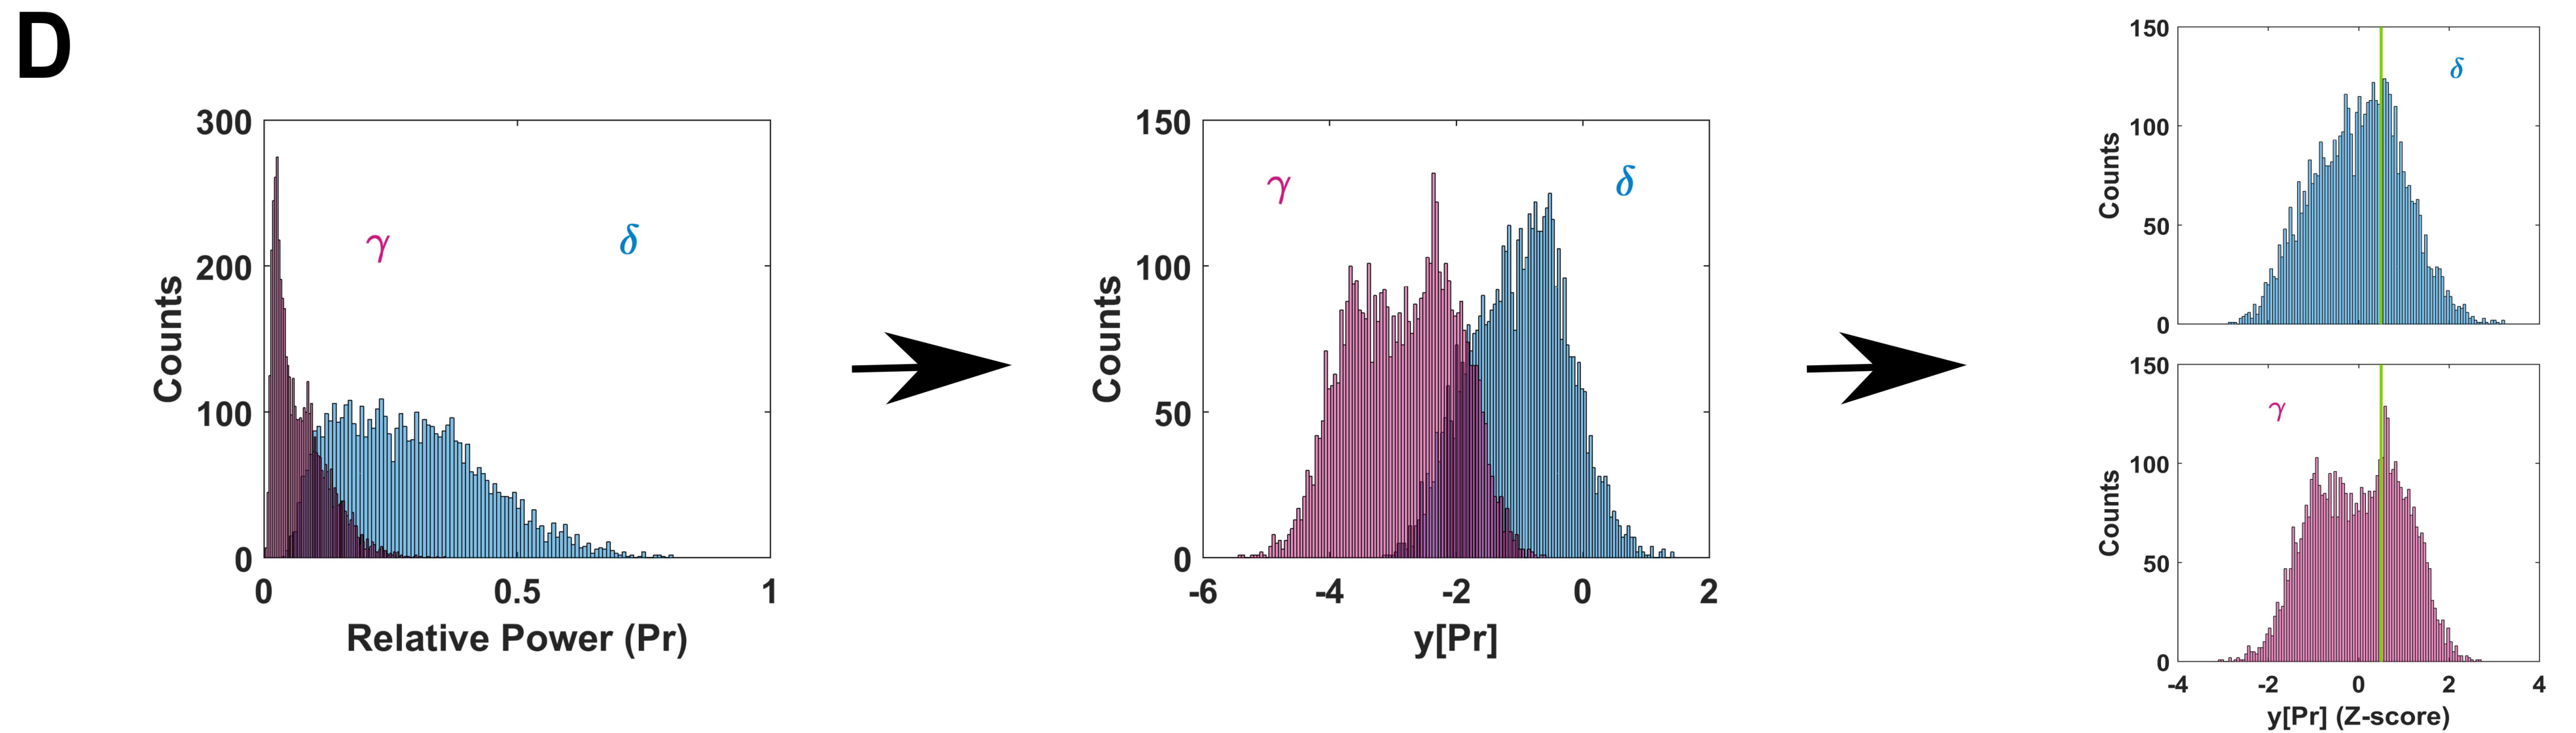 D
300
200
100
0
Counts
γ
δ
0 0.5 1
Relative Power (Pr)
150
100
50
0
Counts
γ
δ
-6 -4 -2 0 2
y[Pr]
150
100
50
0
Counts
δ
150
100
50
0
Counts
γ
-4 -2 0 2 4
y[Pr] (Z-score)